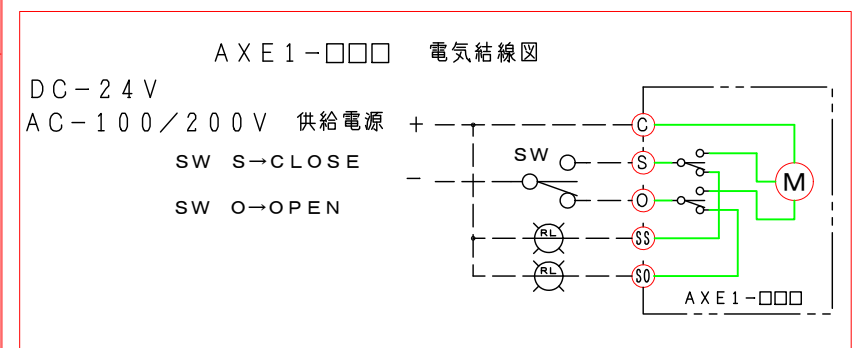 AXE1-□□□ 電気結線図
DC-24V
AC-100/200V 供給電源 +
-
SW S→CLOSE
SW O→OPEN
SW
C
S
O
SS
SO
RL
RL
M
AXE1-□□□